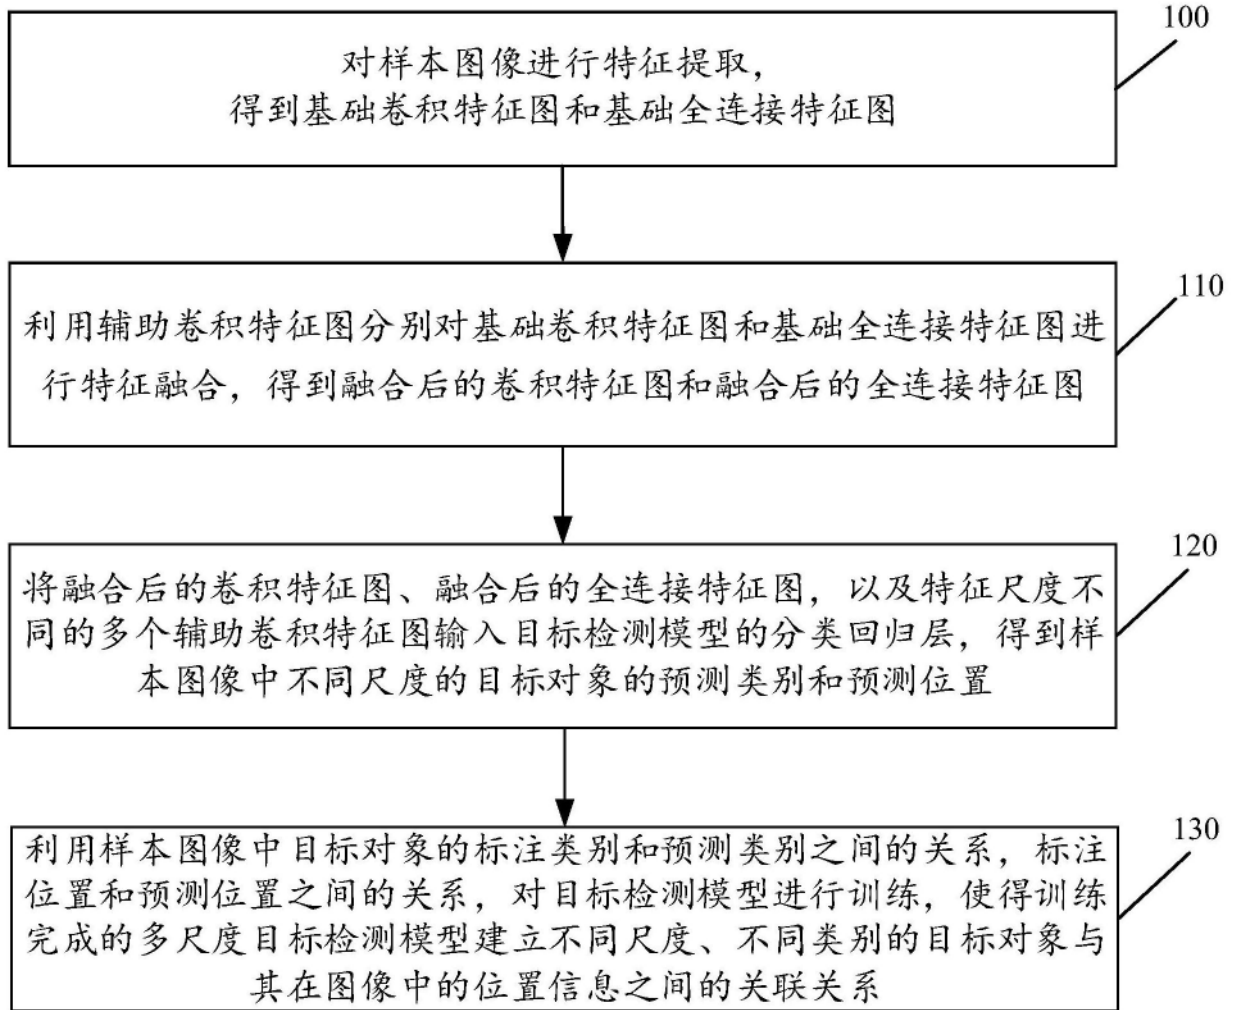 100
对样本图像进行特征提取，
得到基础卷积特征图和基础全连接特征图
110
利用辅助卷积特征图分别对基础卷积特征图和基础全连接特征图进
行特征融合，得到融合后的卷积特征图和融合后的全连接特征图
120
将融合后的卷积特征图、融合后的全连接特征图，以及特征尺度不
同的多个辅助卷积特征图输入目标检测模型的分类回归层，得到样
本图像中不同尺度的目标对象的预测类别和预测位置
130
利用样本图像中目标对象的标注类别和预测类别之间的关系，标注
位置和预测位置之间的关系，对目标检测模型进行训练，使得训练
完成的多尺度目标检测模型建立不同尺度、不同类别的目标对象与
其在图像中的位置信息之间的关联关系